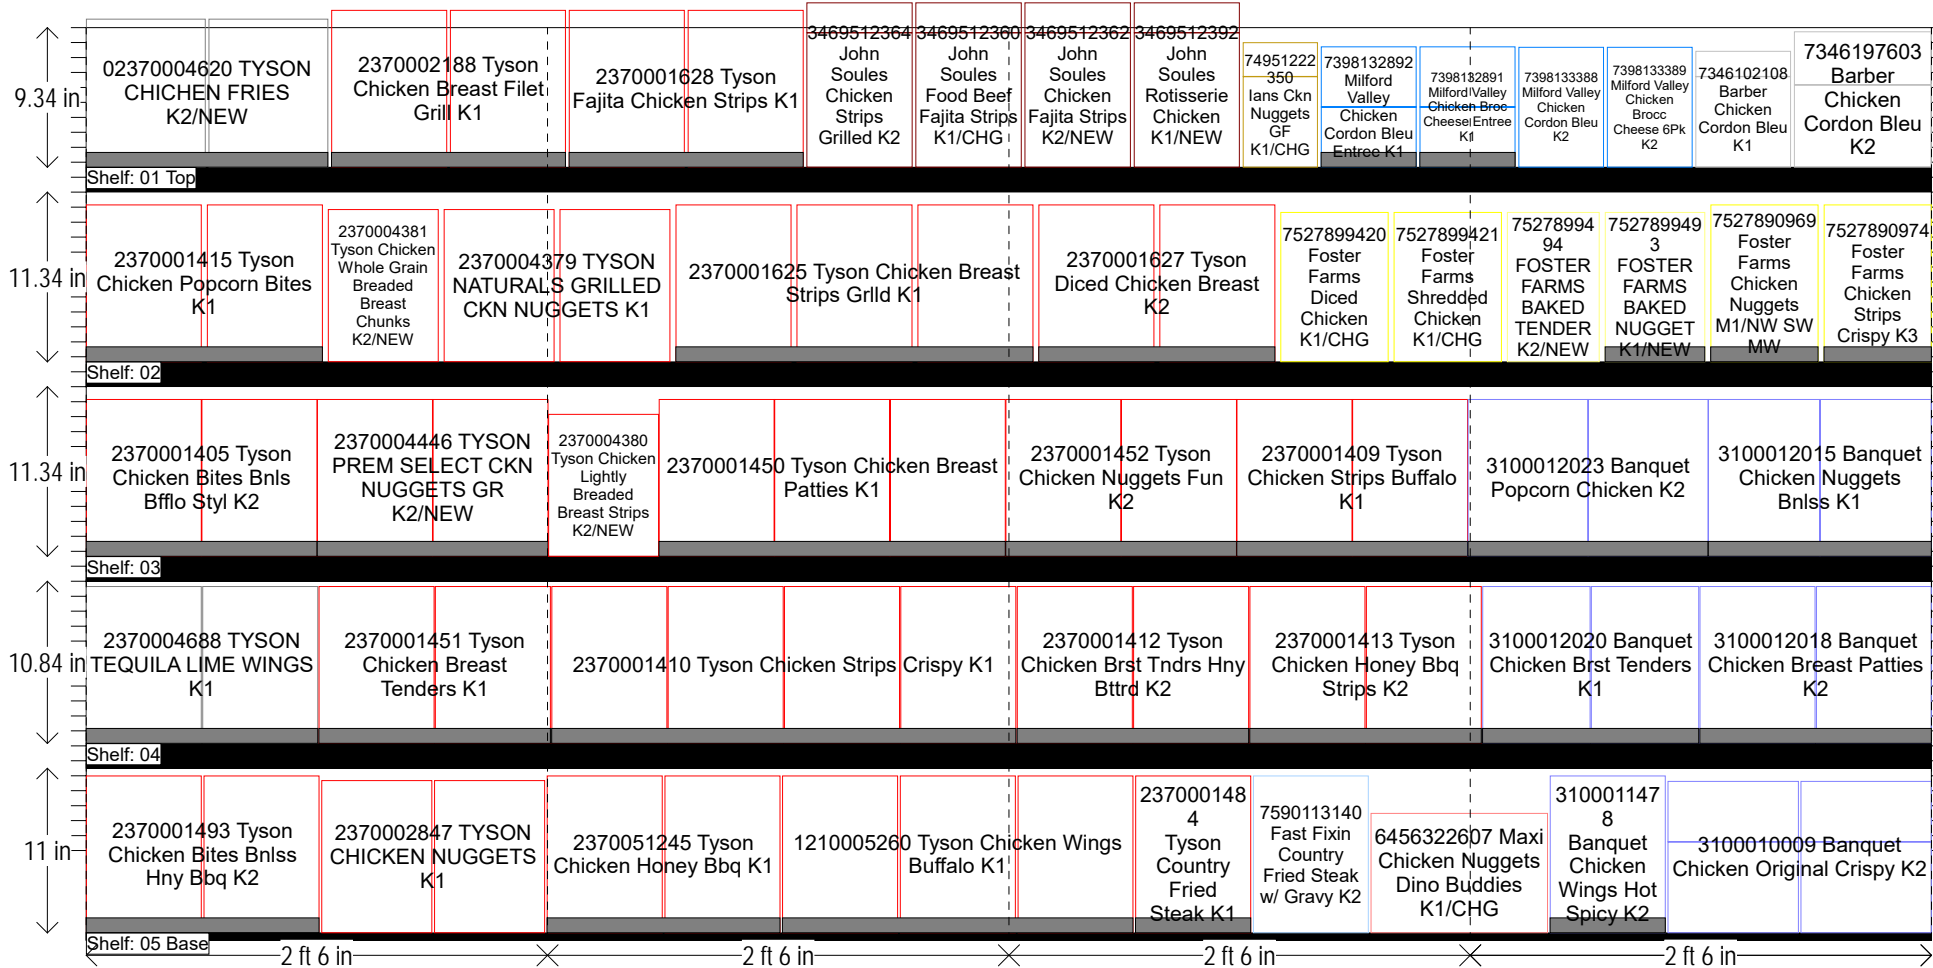 9.34 in
02370004620 TYSON
CHICHEN FRIES
K2/NEW
2370002188 Tyson
Chicken Breast Filet
Grill K1
2370001628 Tyson
Fajita Chicken Strips K1
3469512364
John
Soules
Chicken
Strips
Grilled K2
3469512360
John
Soules
Food Beef
Fajita Strips
K1/CHG
3469512362
John
Soules
Chicken
Fajita Strips
K2/NEW
3469512392
John
Soules
Rotisserie
Chicken
K1/NEW
74951222
350
Ians Ckn
Nuggets
GF
K1/CHG
7398132892
Milford
Valley
Chicken
Cordon Bleu
Entree K1
7398132891
Milford Valley
Chicken Broc
Cheese Entree
K1
7398133388
Milford Valley
Chicken
Cordon Bleu
K2
7398133389
Milford Valley
Chicken
Brocc
Cheese 6Pk
K2
7346102108
Barber
Chicken
Cordon Bleu
K1
7346197603
Barber
Chicken
Cordon Bleu
K2
Shelf: 01 Top
11.34 in
2370001415 Tyson
Chicken Popcorn Bites
K1
2370004381
Tyson Chicken
Whole Grain
Breaded
Breast
Chunks
K2/NEW
2370004379 TYSON
NATURALS GRILLED
CKN NUGGETS K1
2370001625 Tyson Chicken Breast
Strips Grlld K1
2370001627 Tyson
Diced Chicken Breast
K2
7527899420
Foster
Farms
Diced
Chicken
K1/CHG
7527899421
Foster
Farms
Shredded
Chicken
K1/CHG
75278994
94
FOSTER
FARMS
BAKED
TENDER
K2/NEW
752789949
3
FOSTER
FARMS
BAKED
NUGGET
K1/NEW
7527890969
Foster
Farms
Chicken
Nuggets
M1/NW SW
MW
7527890974
Foster
Farms
Chicken
Strips
Crispy K3
Shelf: 02
11.34 in
2370001405 Tyson
Chicken Bites Bnls
Bfflo Styl K2
2370004446 TYSON
PREM SELECT CKN
NUGGETS GR
K2/NEW
2370004380
Tyson Chicken
Lightly
Breaded
Breast Strips
K2/NEW
2370001450 Tyson Chicken Breast
Patties K1
2370001452 Tyson
Chicken Nuggets Fun
K2
2370001409 Tyson
Chicken Strips Buffalo
K1
3100012023 Banquet
Popcorn Chicken K2
3100012015 Banquet
Chicken Nuggets
Bnlss K1
Shelf: 03
10.84 in
2370004688 TYSON
TEQUILA LIME WINGS
K1
2370001451 Tyson
Chicken Breast
Tenders K1
2370001410 Tyson Chicken Strips Crispy K1
2370001412 Tyson
Chicken Brst Tndrs Hny
Bttrd K2
2370001413 Tyson
Chicken Honey Bbq
Strips K2
3100012020 Banquet
Chicken Brst Tenders
K1
3100012018 Banquet
Chicken Breast Patties
K2
Shelf: 04
11 in
2370001493 Tyson
Chicken Bites Bnlss
Hny Bbq K2
2370002847 TYSON
CHICKEN NUGGETS
K1
2370051245 Tyson
Chicken Honey Bbq K1
1210005260 Tyson Chicken Wings
Buffalo K1
237000148
4
Tyson
Country
Fried
Steak K1
7590113140
Fast Fixin
Country
Fried Steak
w/ Gravy K2
6456322607 Maxi
Chicken Nuggets
Dino Buddies
K1/CHG
310001147
8
Banquet
Chicken
Wings Hot
Spicy K2
3100010009 Banquet
Chicken Original Crispy K2
Shelf: 05 Base
2 ft 6 in
2 ft 6 in
2 ft 6 in
2 ft 6 in